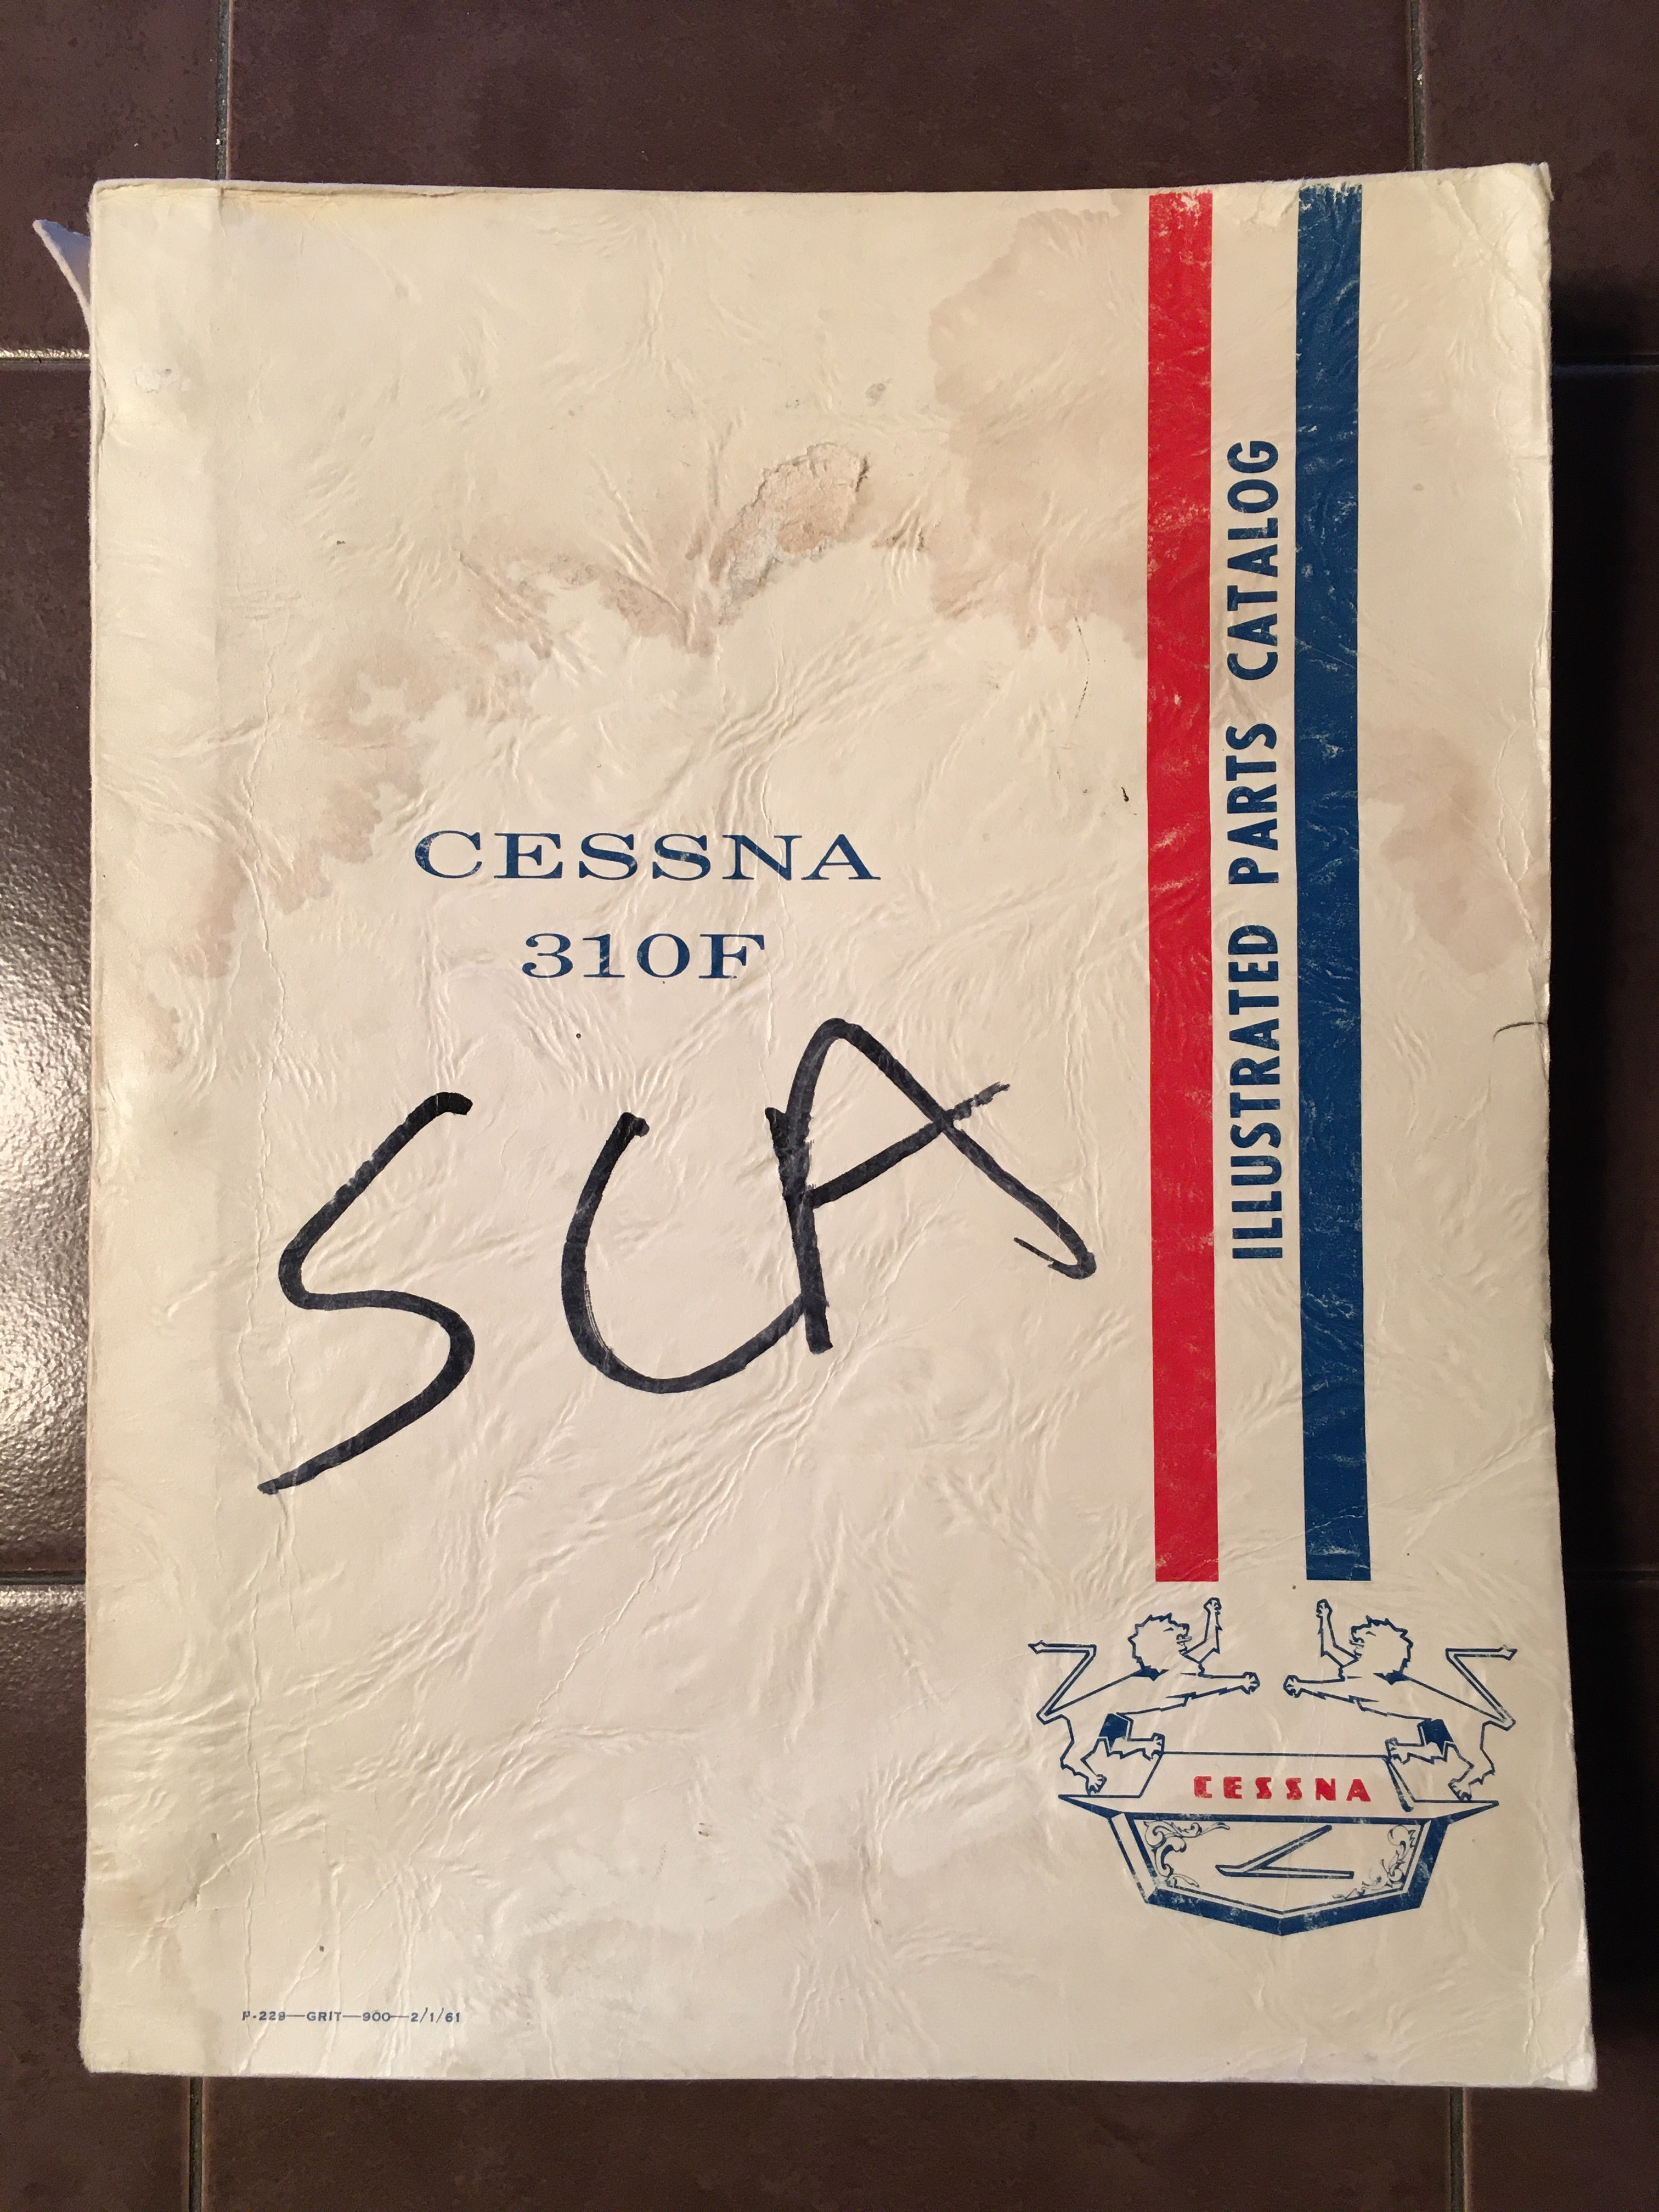 CESSNA
310F
SCA
ILLUSTRATED PARTS CATALOG
CESSNA
P-229—GRIT—900—2/1/61